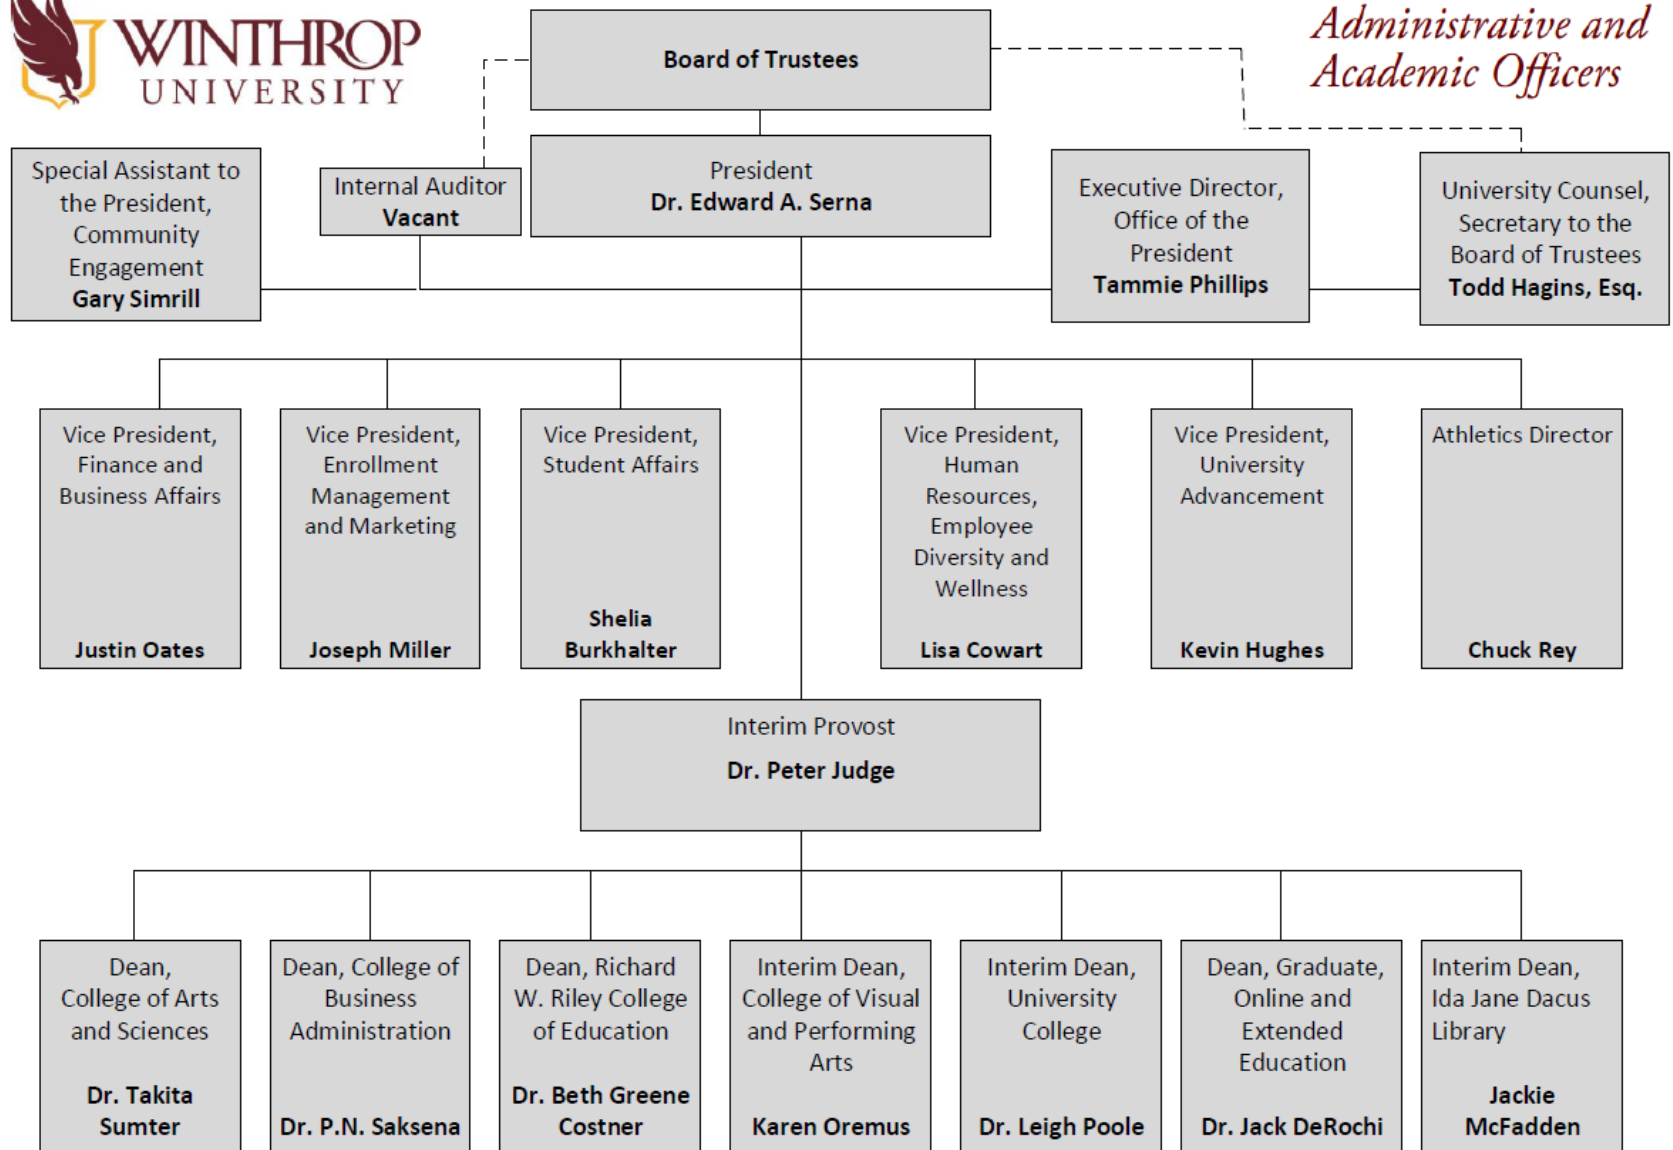 WINTHROP
UNIVERSITY
Administrative and
Academic Officers
Board of Trustees
Special Assistant to
the President,
Community
Engagement
Gary Simrill
Internal Auditor
Vacant
President
Dr. Edward A. Serna
Executive Director,
Office of the
President
Tammie Phillips
University Counsel,
Secretary to the
Board of Trustees
Todd Hagins, Esq.
Vice President,
Finance and
Business Affairs
Justin Oates
Vice President,
Enrollment
Management
and Marketing
Joseph Miller
Vice President,
Student Affairs
Shelia
Burkhalter
Vice President,
Human
Resources,
Employee
Diversity and
Wellness
Lisa Cowart
Vice President,
University
Advancement
Kevin Hughes
Athletics Director
Chuck Rey
Interim Provost
Dr. Peter Judge
Dean,
College of Arts
and Sciences
Dr. Takita
Sumter
Dean, College of
Business
Administration
Dr. P.N. Saksena
Dean, Richard
W. Riley College
of Education
Dr. Beth Greene
Costner
Interim Dean,
College of Visual
and Performing
Arts
Karen Oremus
Interim Dean,
University
College
Dr. Leigh Poole
Dean, Graduate,
Online and
Extended
Education
Dr. Jack DeRochi
Interim Dean,
Ida Jane Dacus
Library
Jackie
McFadden